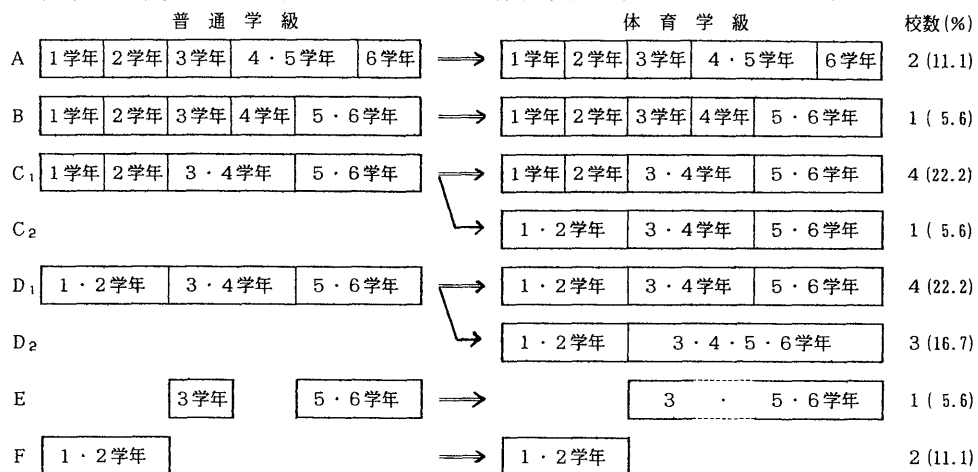 普通学級 体育学級 校数(%)
A 1学年 2学年 3学年 4・5学年 6学年 ⟹ 1学年 2学年 3学年 4・5学年 6学年 2 (11.1)
B 1学年 2学年 3学年 4学年 5・6学年 ⟹ 1学年 2学年 3学年 4学年 5・6学年 1 ( 5.6)
C₁ 1学年 2学年 3・4学年 5・6学年 ⟹ 1学年 2学年 3・4学年 5・6学年 4 (22.2)
C₂ 1・2学年 3・4学年 5・6学年 1 ( 5.6)
D₁ 1・2学年 3・4学年 5・6学年 ⟹ 1・2学年 3・4学年 5・6学年 4 (22.2)
D₂ 1・2学年 3・4・5・6学年 3 (16.7)
E 3学年 5・6学年 ⟹ 3 ・ 5・6学年 1 ( 5.6)
F 1・2学年 ⟹ 1・2学年 2 (11.1)